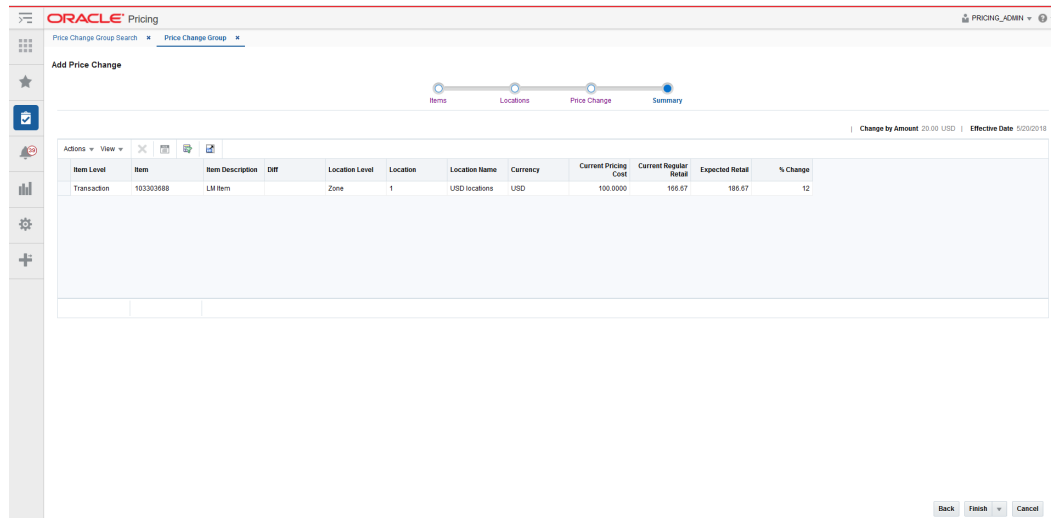 ORACLE® Pricing
PRICING_ADMIN
Price Change Group Search × Price Change Group ×
Add Price Change
Items Locations Price Change Summary
| Change by Amount 20.00 USD | Effective Date 5/20/2018
39
Actions View
Item Level Item Item Description Diff Location Level Location Location Name Currency Current Pricing Cost Current Regular Retail Expected Retail % Change
Transaction 103303688 LM Item Zone 1 USD locations USD 100.0000 166.67 186.67 12
Back Finish Cancel